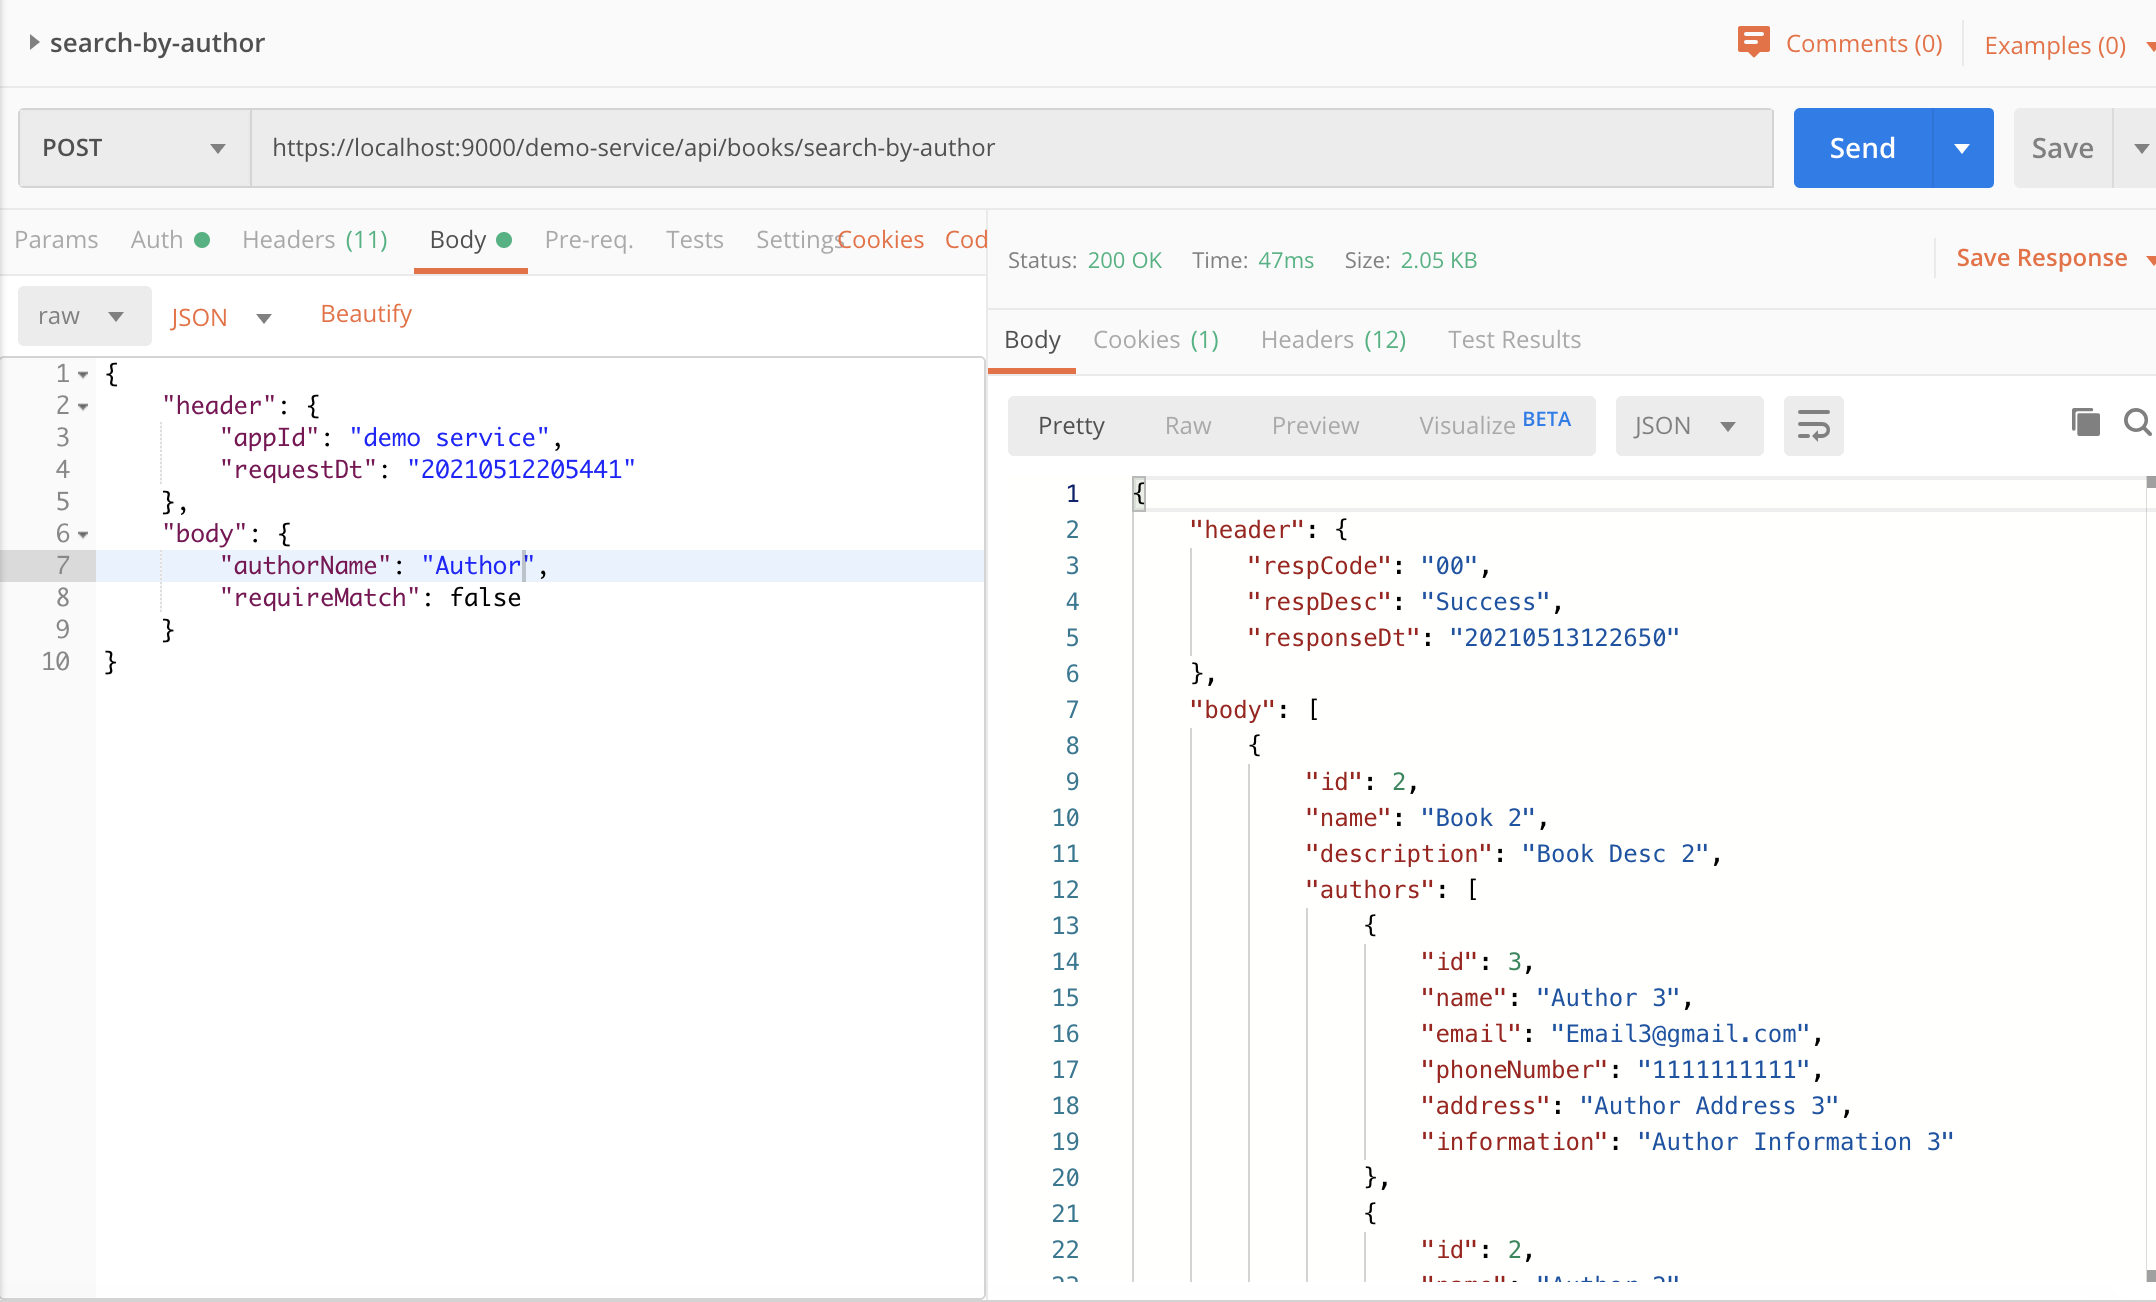 search-by-author
Comments (0)
Examples (0)
POST
https://localhost:9000/demo-service/api/books/search-by-author
Send
Save
Params Auth Headers (11) Body Pre-req. Tests Settings Cookies Cod
raw JSON Beautify
1 {
2 "header": {
3 "appId": "demo service",
4 "requestDt": "20210512205441"
5 },
6 "body": {
7 "authorName": "Author",
8 "requireMatch": false
9 }
10 }
Status: 200 OK Time: 47ms Size: 2.05 KB
Save Response
Body Cookies (1) Headers (12) Test Results
Pretty Raw Preview Visualize BETA JSON
1 {
2 "header": {
3 "respCode": "00",
4 "respDesc": "Success",
5 "responseDt": "20210513122650"
6 },
7 "body": [
8 {
9 "id": 2,
10 "name": "Book 2",
11 "description": "Book Desc 2",
12 "authors": [
13 {
14 "id": 3,
15 "name": "Author 3",
16 "email": "Email3@gmail.com",
17 "phoneNumber": "1111111111",
18 "address": "Author Address 3",
19 "information": "Author Information 3"
20 },
21 {
22 "id": 2,